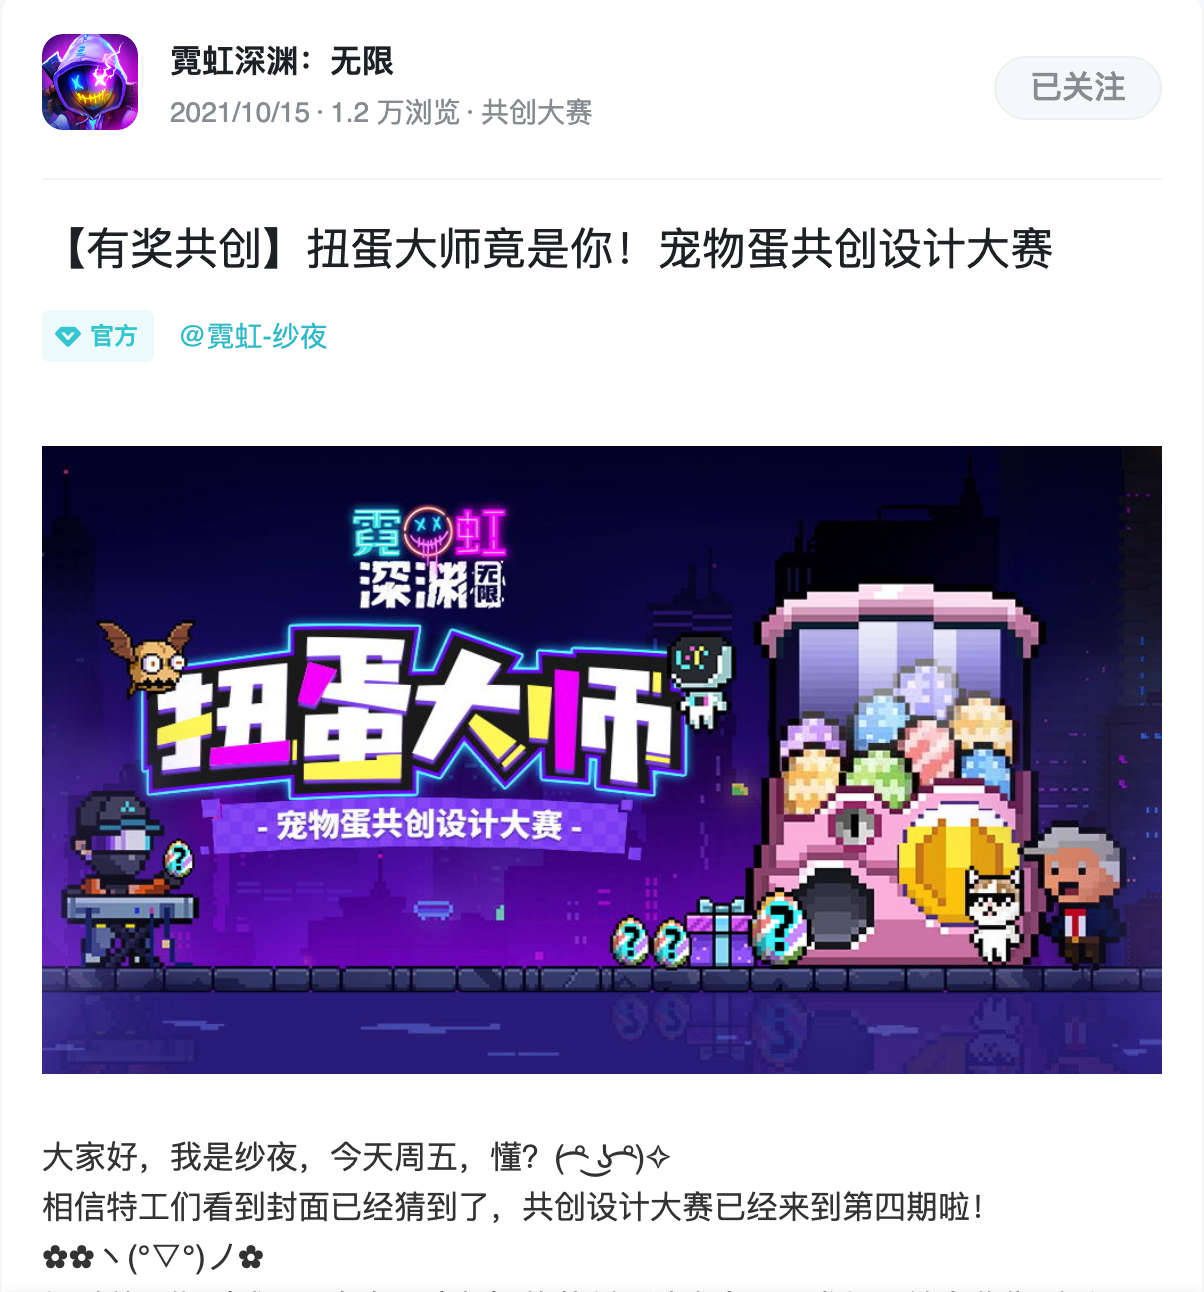 霓虹深渊：无限
2021/10/15 · 1.2 万浏览 · 共创大赛
已关注
【有奖共创】扭蛋大师竟是你！宠物蛋共创设计大赛
官方 @霓虹-纱夜
霓虹
深渊无限
扭蛋大师
- 宠物蛋共创设计大赛 -
?
? ? ?
大家好，我是纱夜，今天周五，懂？( ͡° ͜ʖ ͡°)✧
相信特工们看到封面已经猜到了，共创设计大赛已经来到第四期啦！
✿✿ヽ(°▽°)ノ✿